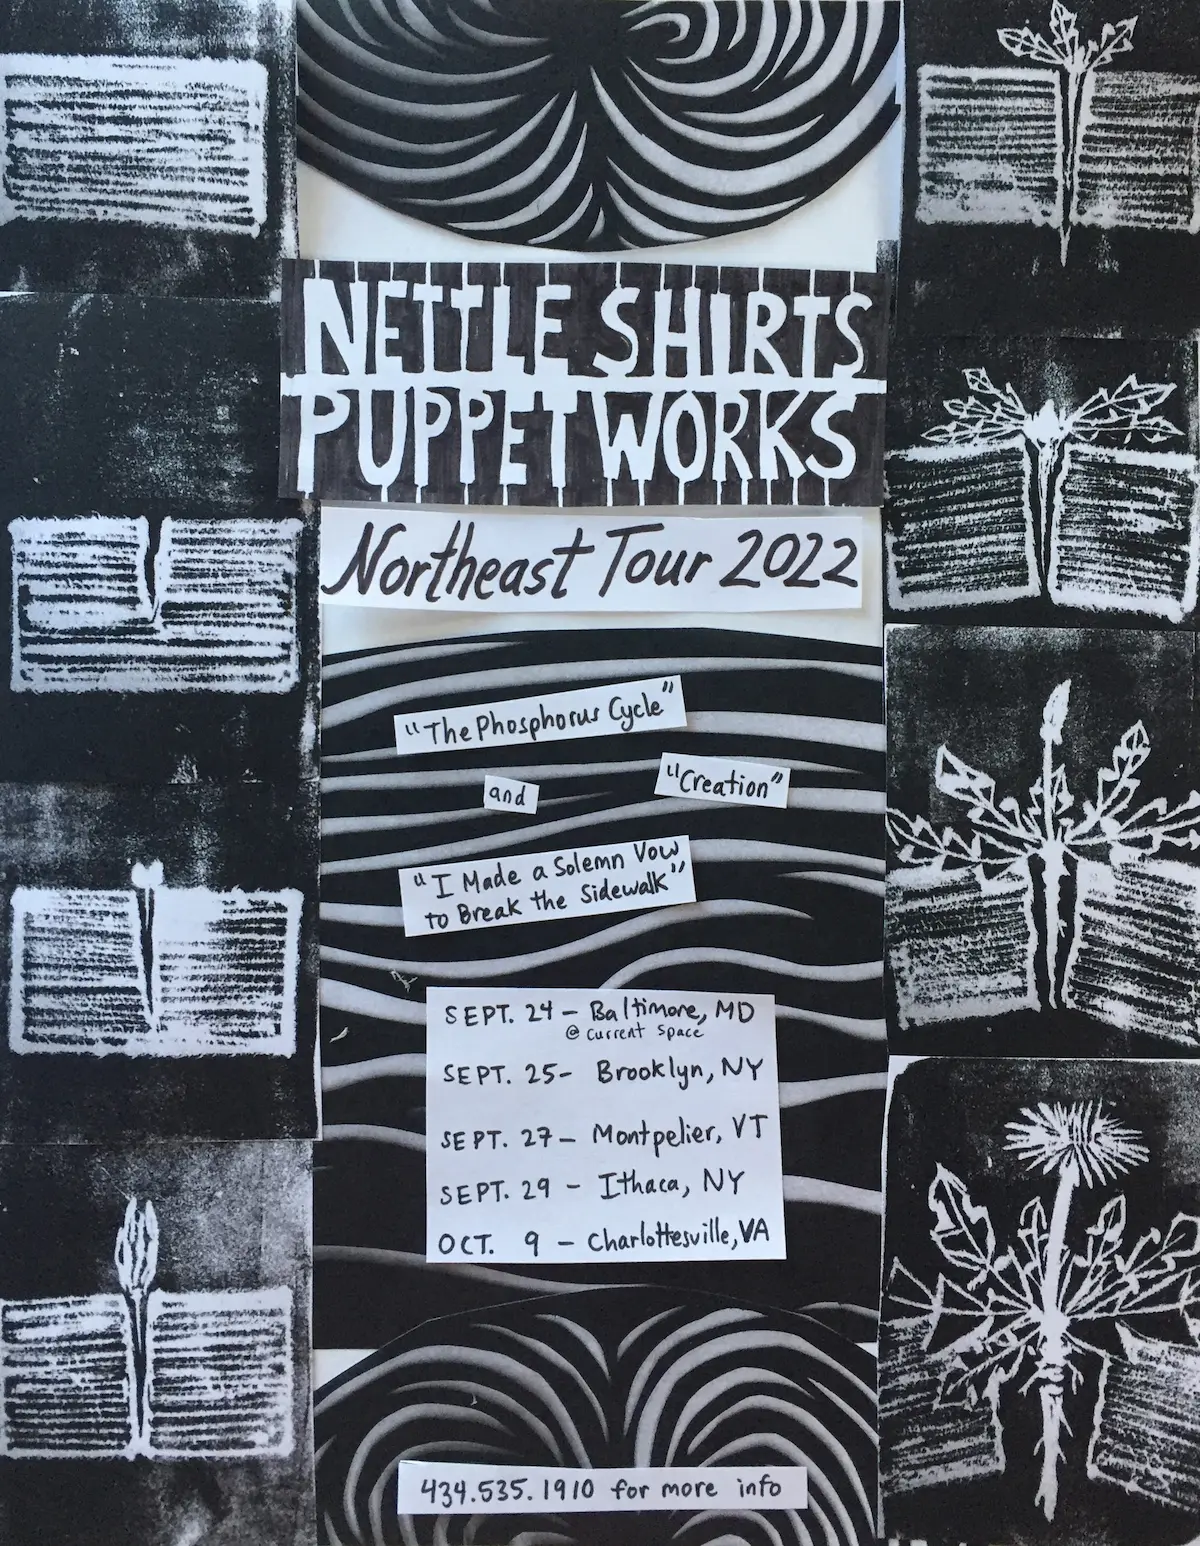 NETTLE SHIRTS
PUPPET WORKS
Northeast Tour 2022
"The Phosphorus Cycle"
and
"Creation"
"I Made a Solemn Vow
to Break the Sidewalk"
SEPT. 24 – Baltimore, MD
@ current space
SEPT. 25 – Brooklyn, NY
SEPT. 27 – Montpelier, VT
SEPT. 29 – Ithaca, NY
OCT. 9 – Charlottesville, VA
434.535.1910 for more info